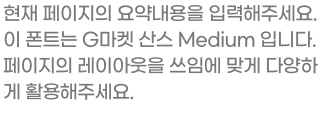 현재 페이지의 요약내용을 입력해주세요.
이 폰트는 G마켓 산스 Medium 입니다.
페이지의 레이아웃을 쓰임에 맞게 다양하
게 활용해주세요.